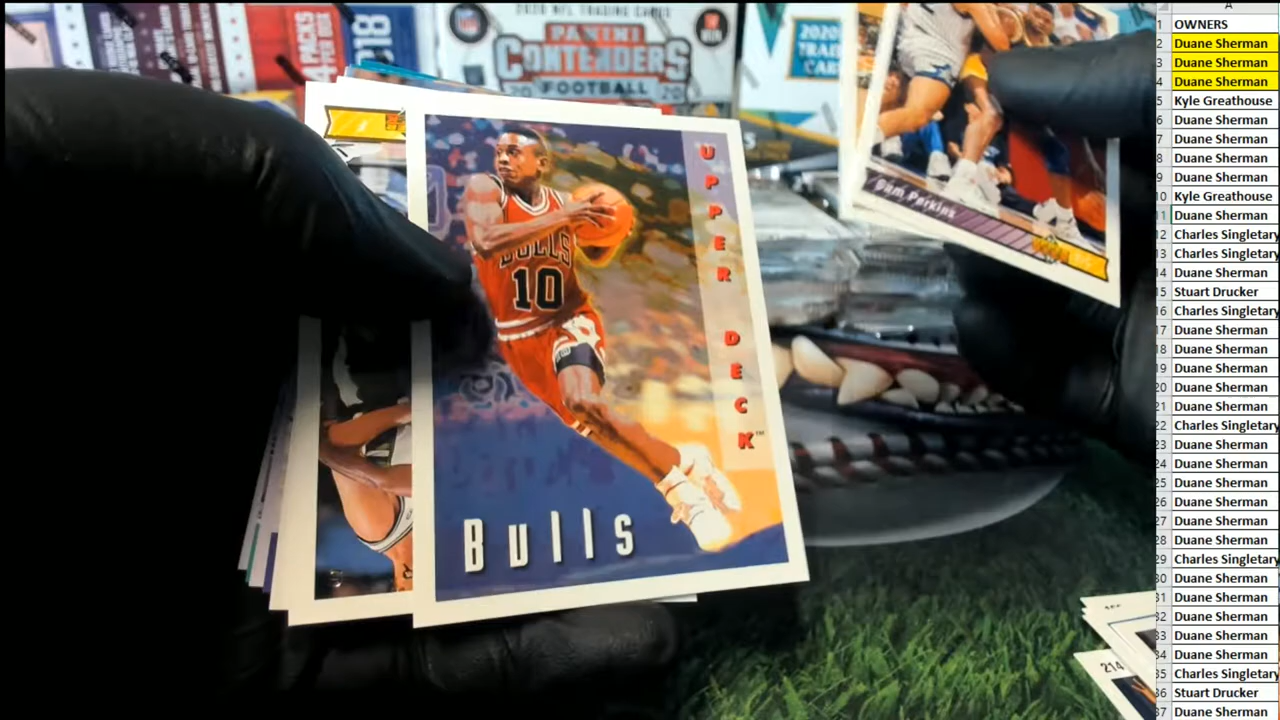 2018
2020 NFL TRADING CARDS
PANINI
CONTENDERS
20 FOOTBALL 20
2020
UPPER DECK™
BULLS
10
Bulls
Sam Perkins
214
A
1 OWNERS
2 Duane Sherman
3 Duane Sherman
4 Duane Sherman
5 Kyle Greathouse
6 Duane Sherman
7 Duane Sherman
8 Duane Sherman
9 Duane Sherman
10 Kyle Greathouse
11 Duane Sherman
12 Charles Singletary
13 Charles Singletary
14 Duane Sherman
15 Stuart Drucker
16 Charles Singletary
17 Duane Sherman
18 Duane Sherman
19 Duane Sherman
20 Duane Sherman
21 Duane Sherman
22 Charles Singletary
23 Duane Sherman
24 Duane Sherman
25 Duane Sherman
26 Duane Sherman
27 Duane Sherman
28 Duane Sherman
29 Charles Singletary
30 Duane Sherman
31 Duane Sherman
32 Duane Sherman
33 Duane Sherman
34 Duane Sherman
35 Charles Singletary
36 Stuart Drucker
37 Duane Sherman